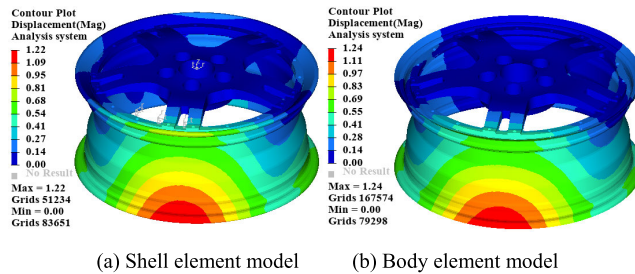 Contour Plot
Displacement(Mag)
Analysis system
1.22
1.09
0.95
0.81
0.68
0.54
0.41
0.27
0.14
0.00
No Result
Max = 1.22
Grids 51234
Min = 0.00
Grids 83651
Contour Plot
Displacement(Mag)
Analysis system
1.24
1.11
0.97
0.83
0.69
0.55
0.41
0.28
0.14
0.00
No Result
Max = 1.24
Grids 167574
Min = 0.00
Grids 79298
(a) Shell element model
(b) Body element model